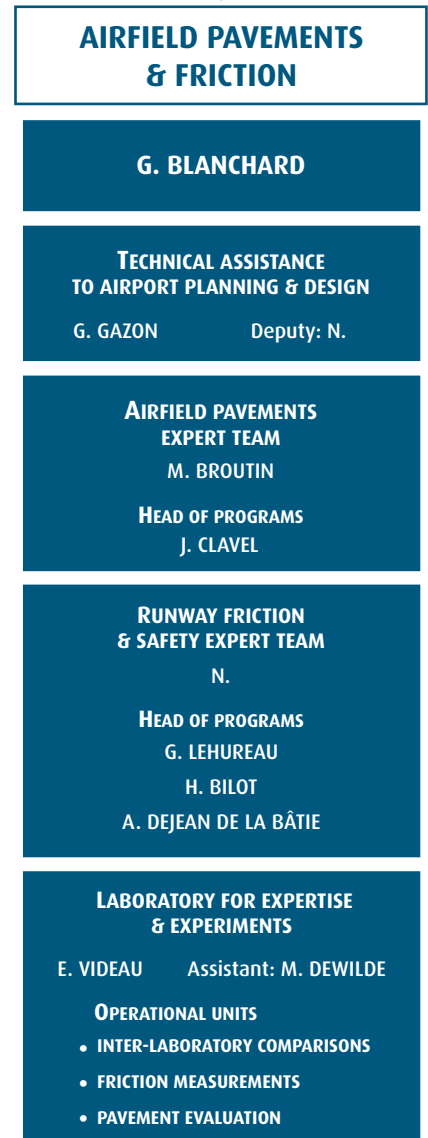 AIRFIELD PAVEMENTS
& FRICTION
G. BLANCHARD
TECHNICAL ASSISTANCE
TO AIRPORT PLANNING & DESIGN
G. GAZON Deputy: N.
AIRFIELD PAVEMENTS
EXPERT TEAM
M. BROUTIN
HEAD OF PROGRAMS
J. CLAVEL
RUNWAY FRICTION
& SAFETY EXPERT TEAM
N.
HEAD OF PROGRAMS
G. LEHUREAU
H. BILOT
A. DEJEAN DE LA BÂTIE
LABORATORY FOR EXPERTISE
& EXPERIMENTS
E. VIDEAU Assistant: M. DEWILDE
OPERATIONAL UNITS
• INTER-LABORATORY COMPARISONS
• FRICTION MEASUREMENTS
• PAVEMENT EVALUATION